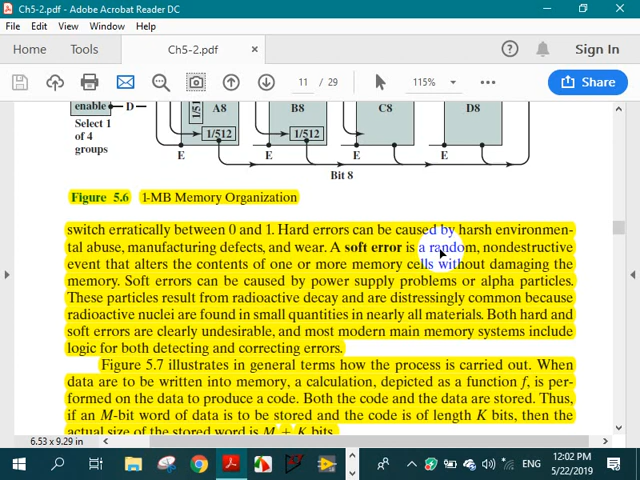 Ch5-2.pdf - Adobe Acrobat Reader DC
File Edit View Window Help
Home Tools Ch5-2.pdf × Sign In
11 / 29 115% Share
enable D 1/512 A8 B8 C8 D8
Select 1
of 4
groups
1/512 1/512
E E E E
Bit 8
Figure 5.6 1-MB Memory Organization
switch erratically between 0 and 1. Hard errors can be caused by harsh environmen-
tal abuse, manufacturing defects, and wear. A soft error is a random, nondestructive
event that alters the contents of one or more memory cells without damaging the
memory. Soft errors can be caused by power supply problems or alpha particles.
These particles result from radioactive decay and are distressingly common because
radioactive nuclei are found in small quantities in nearly all materials. Both hard and
soft errors are clearly undesirable, and most modern main memory systems include
logic for both detecting and correcting errors.
Figure 5.7 illustrates in general terms how the process is carried out. When
data are to be written into memory, a calculation, depicted as a function f, is per-
formed on the data to produce a code. Both the code and the data are stored. Thus,
if an M-bit word of data is to be stored and the code is of length K bits, then the
actual size of the stored word is M + K bits.
6.53 x 9.29 in
12:02 PM
ENG
5/22/2019